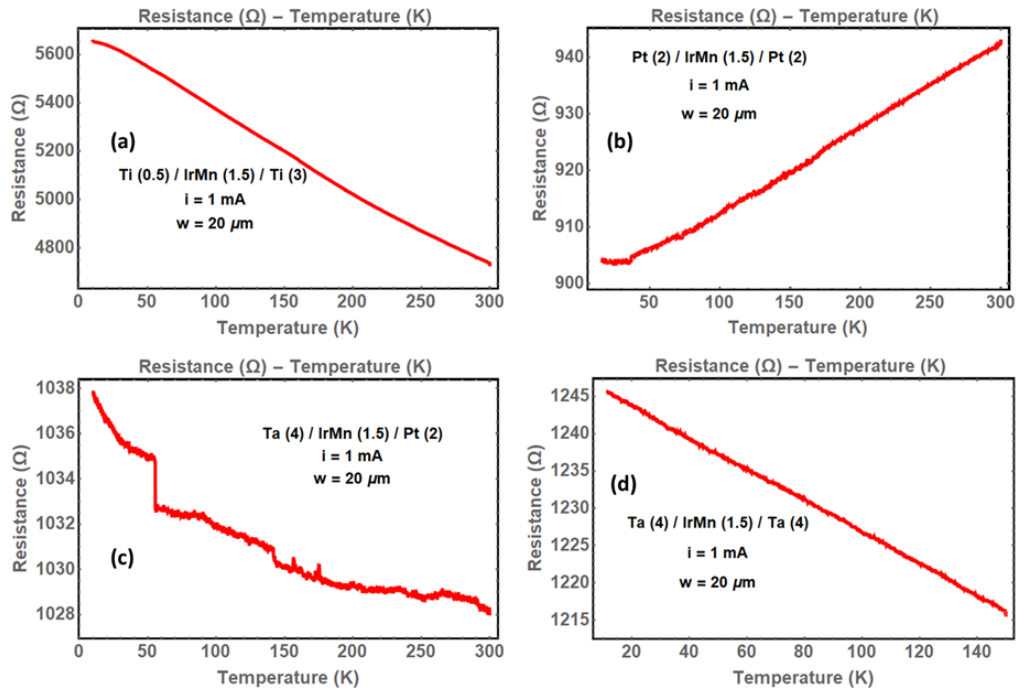 Resistance (Ω) – Temperature (K)
Resistance (Ω)
5600
5400
5200
5000
4800
(a)
Ti (0.5) / IrMn (1.5) / Ti (3)
i = 1 mA
w = 20 µm
0 50 100 150 200 250 300
Temperature (K)
Resistance (Ω) – Temperature (K)
Resistance (Ω)
940
930
920
910
900
Pt (2) / IrMn (1.5) / Pt (2)
i = 1 mA
w = 20 µm
(b)
50 100 150 200 250 300
Temperature (K)
Resistance (Ω) – Temperature (K)
Resistance (Ω)
1038
1036
1035
1032
1029
1028
Ta (4) / IrMn (1.5) / Pt (2)
i = 1 mA
w = 20 µm
(c)
0 50 100 150 200 250 300
Temperature (K)
Resistance (Ω) – Temperature (K)
Resistance (Ω)
1245
1240
1235
1230
1225
1220
1215
(d)
Ta (4) / IrMn (1.5) / Ta (4)
i = 1 mA
w = 20 µm
20 40 60 80 100 120 140
Temperature (K)